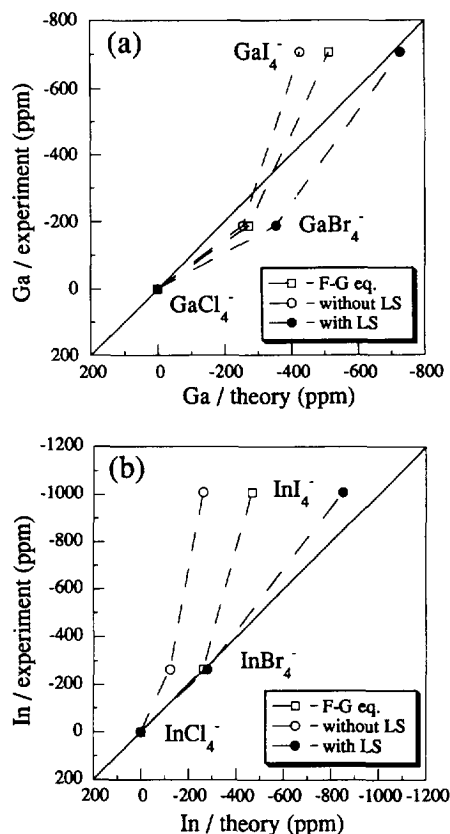 (a)
-800
-600
-400
-200
0
200
Ga / experiment (ppm)
GaI₄⁻
GaBr₄⁻
GaCl₄⁻
– F-G eq.
– without LS
– with LS
200 0 -200 -400 -600 -800
Ga / theory (ppm)
(b)
-1200
-1000
-800
-600
-400
-200
0
200
In / experiment (ppm)
InI₄⁻
InBr₄⁻
InCl₄⁻
– F-G eq.
– without LS
– with LS
200 0 -200 -400 -600 -800 -1000 -1200
In / theory (ppm)